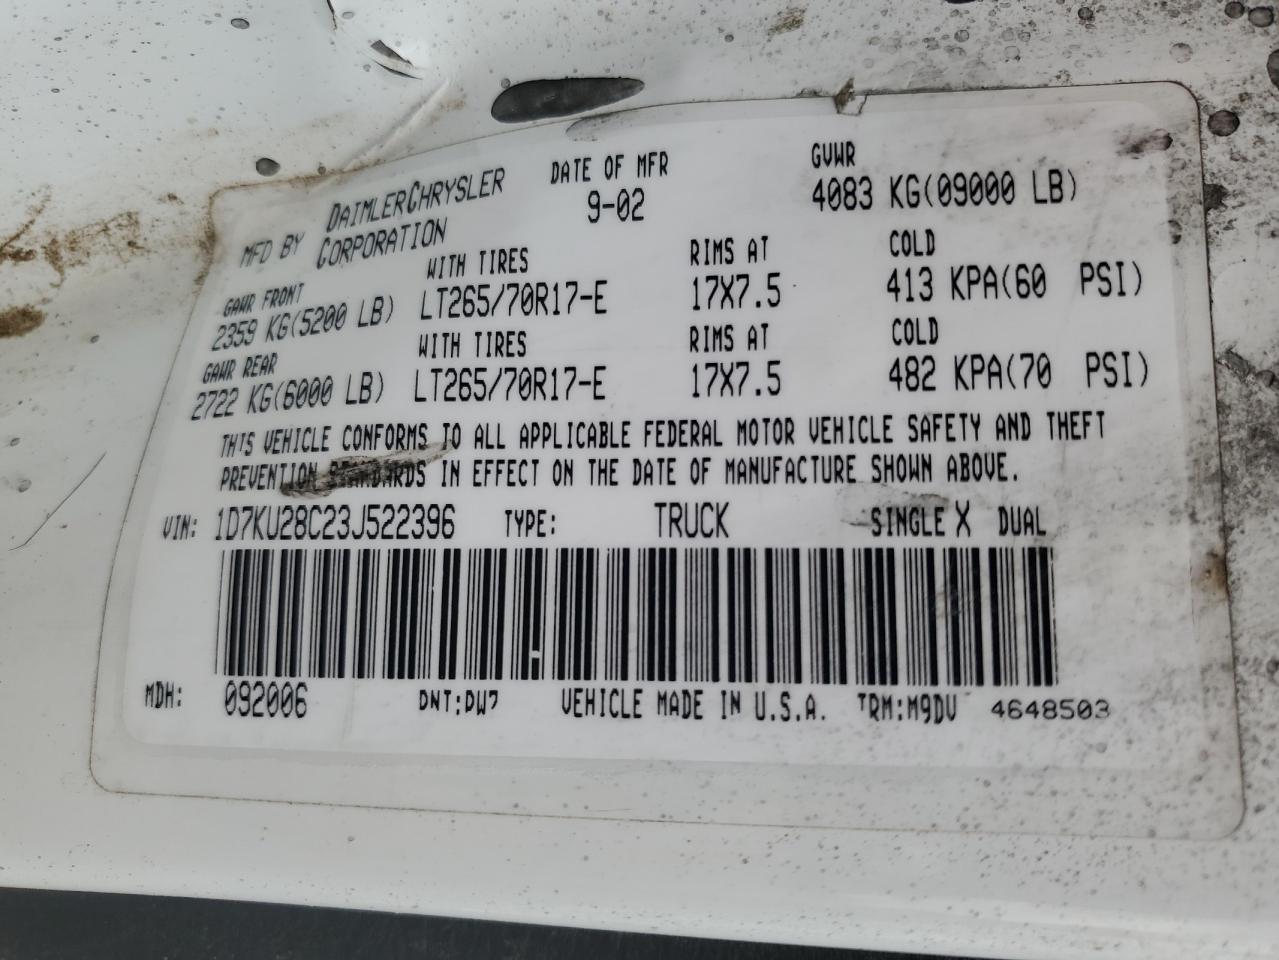 MFD BY DAIMLERCHRYSLER CORPORATION DATE OF MFR 9-02 GVWR 4083 KG(09000 LB)
GAWR FRONT WITH TIRES RIMS AT COLD
2359 KG(5200 LB) LT265/70R17-E 17X7.5 413 KPA(60 PSI)
GAWR REAR WITH TIRES RIMS AT COLD
2722 KG(6000 LB) LT265/70R17-E 17X7.5 482 KPA(70 PSI)
THIS VEHICLE CONFORMS TO ALL APPLICABLE FEDERAL MOTOR VEHICLE SAFETY AND THEFT
PREVENTION STANDARDS IN EFFECT ON THE DATE OF MANUFACTURE SHOWN ABOVE.
VIN: 1D7KU28C23J522396 TYPE: TRUCK SINGLE X DUAL
MDH: 092006 PNT:PW7 VEHICLE MADE IN U.S.A. TRM:M9DV 4648503